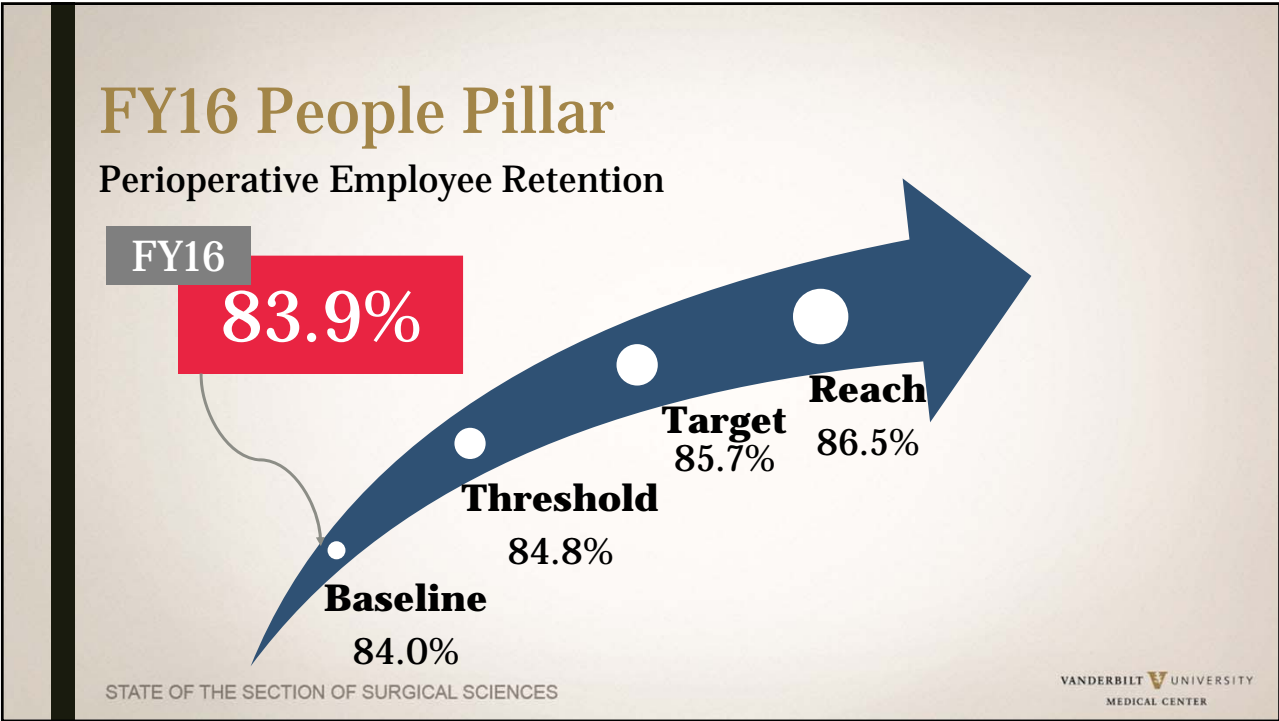 FY16 People Pillar
Perioperative Employee Retention
FY16
83.9%
Reach
86.5%
Target
85.7%
Threshold
84.8%
Baseline
84.0%
STATE OF THE SECTION OF SURGICAL SCIENCES
VANDERBILT UNIVERSITY
MEDICAL CENTER